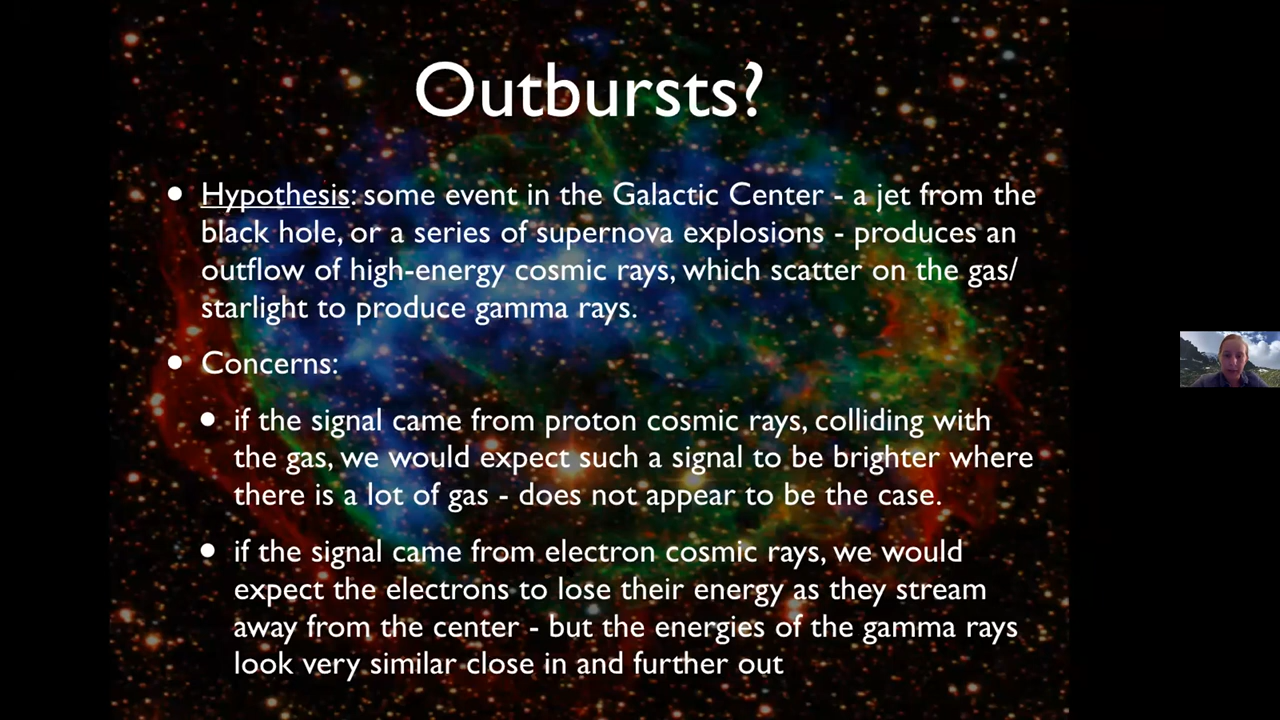 Outbursts?
• Hypothesis: some event in the Galactic Center - a jet from the
black hole, or a series of supernova explosions - produces an
outflow of high-energy cosmic rays, which scatter on the gas/
starlight to produce gamma rays.
• Concerns:
• if the signal came from proton cosmic rays, colliding with
the gas, we would expect such a signal to be brighter where
there is a lot of gas - does not appear to be the case.
• if the signal came from electron cosmic rays, we would
expect the electrons to lose their energy as they stream
away from the center - but the energies of the gamma rays
look very similar close in and further out